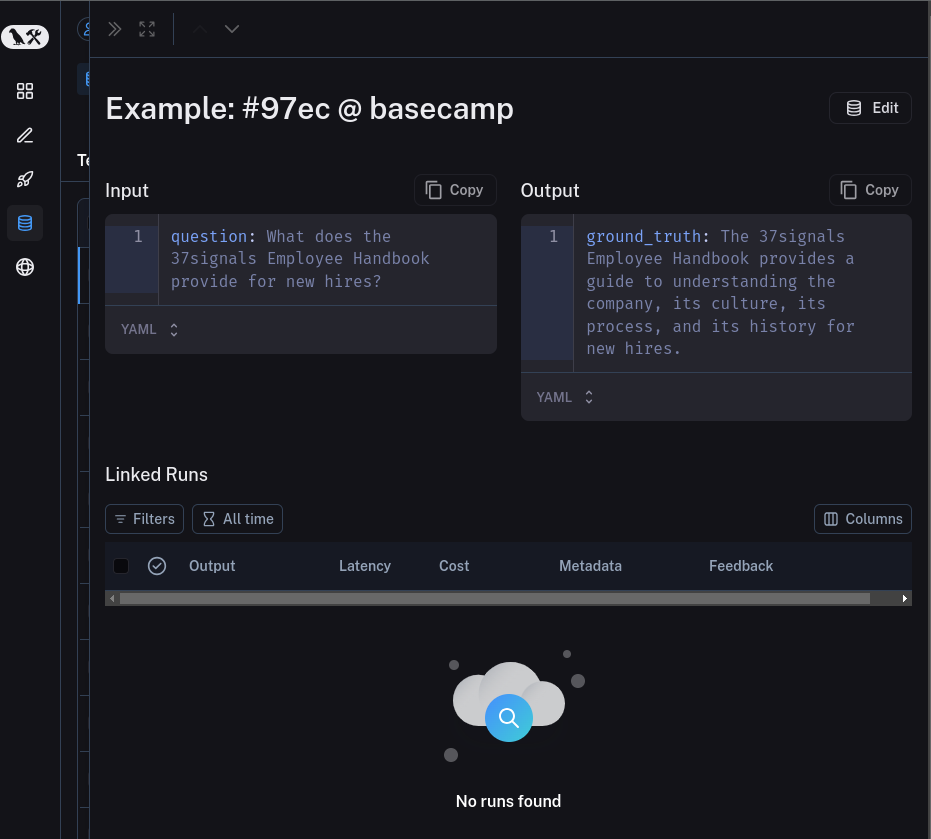 Example: #97ec @ basecamp
Edit
Te
Input
Copy
1
question: What does the
37signals Employee Handbook
provide for new hires?
YAML
Output
Copy
1
ground_truth: The 37signals
Employee Handbook provides a
guide to understanding the
company, its culture, its
process, and its history for
new hires.
YAML
Linked Runs
Filters
All time
Columns
Output Latency Cost Metadata Feedback
No runs found